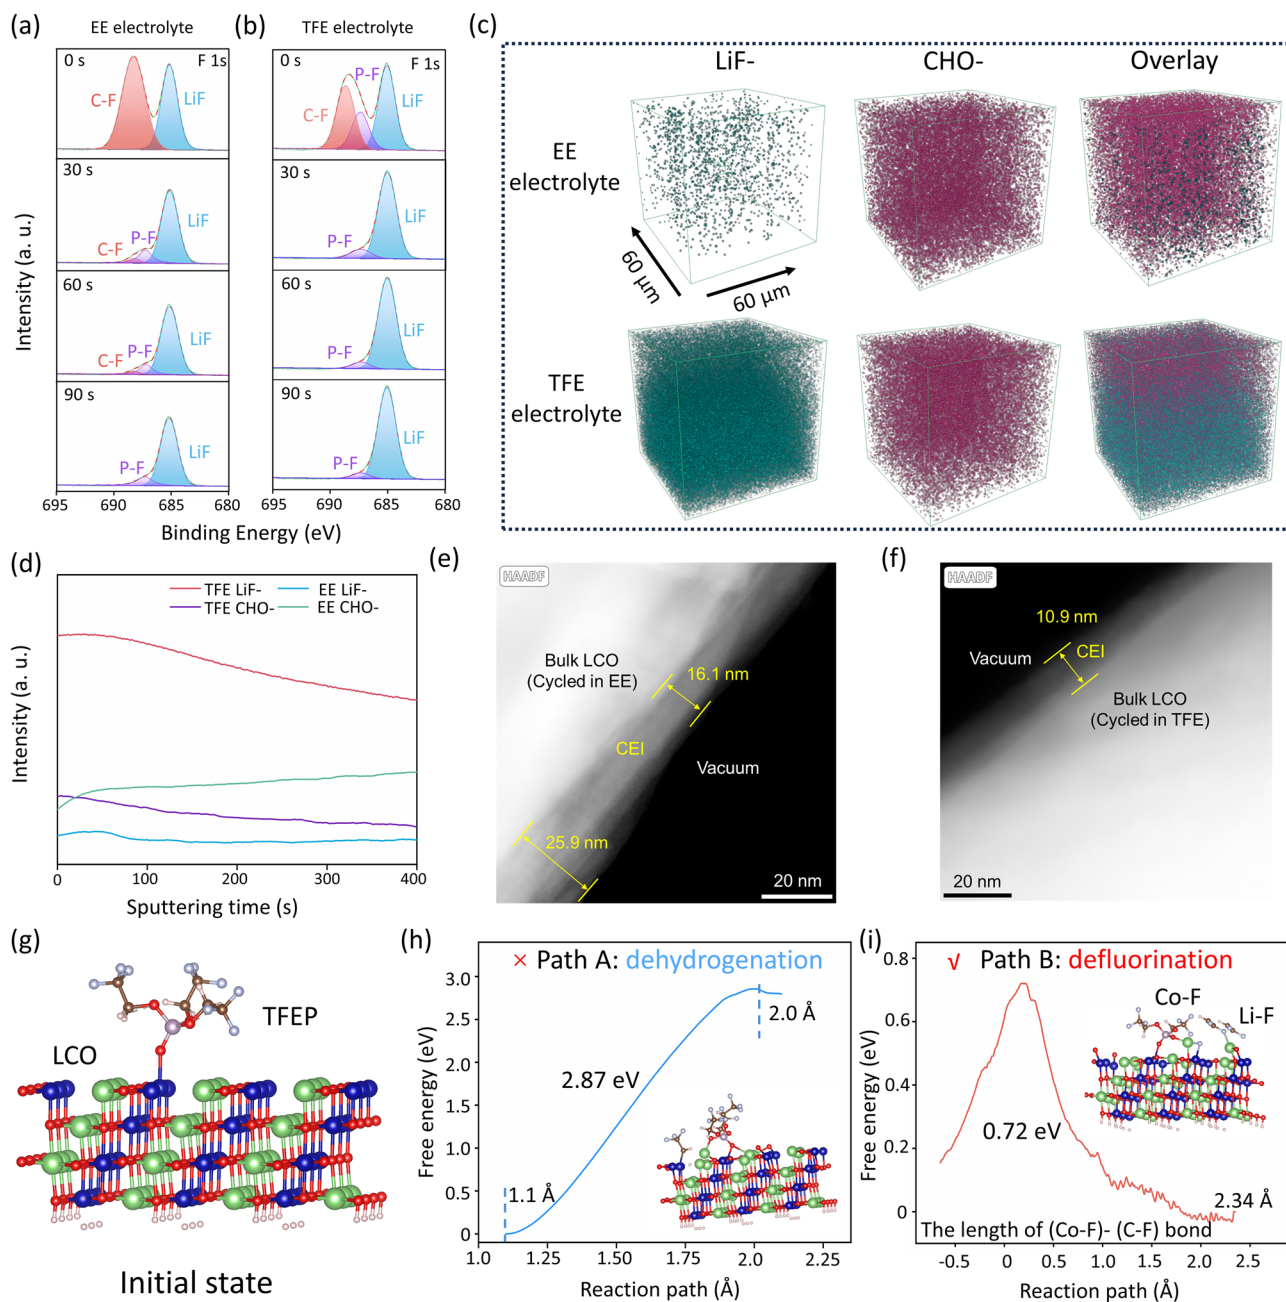 (a)
EE electrolyte
(b)
TFE electrolyte
0 s
F 1s
C-F
LiF
30 s
C-F
P-F
LiF
60 s
C-F
P-F
LiF
90 s
P-F
LiF
695
690
685
680
0 s
F 1s
P-F
C-F
LiF
30 s
P-F
LiF
60 s
P-F
LiF
90 s
P-F
LiF
695
690
685
680
Intensity (a. u.)
Binding Energy (eV)
(c)
LiF-
CHO-
Overlay
EE
electrolyte
60 μm
60 μm
TFE
electrolyte
(d)
TFE LiF-
EE LiF-
TFE CHO-
EE CHO-
Intensity (a. u.)
0
100
200
300
400
Sputtering time (s)
(e)
HAADF
Bulk LCO
(Cycled in EE)
16.1 nm
CEI
Vacuum
25.9 nm
20 nm
(f)
HAADF
10.9 nm
Vacuum
CEI
Bulk LCO
(Cycled in TFE)
20 nm
(g)
TFEP
LCO
Initial state
(h)
× Path A: dehydrogenation
3.0
2.5
2.0
1.5
1.0
0.5
0
Free energy (eV)
2.87 eV
2.0 Å
1.1 Å
1.0
1.25
1.50
1.75
2.00
2.25
Reaction path (Å)
(i)
√ Path B: defluorination
0.8
0.6
0.4
0.2
0
Free energy (eV)
Co-F
Li-F
0.72 eV
2.34 Å
The length of (Co-F)- (C-F) bond
-0.5
0
0.5
1.0
1.5
2.0
2.5
Reaction path (Å)